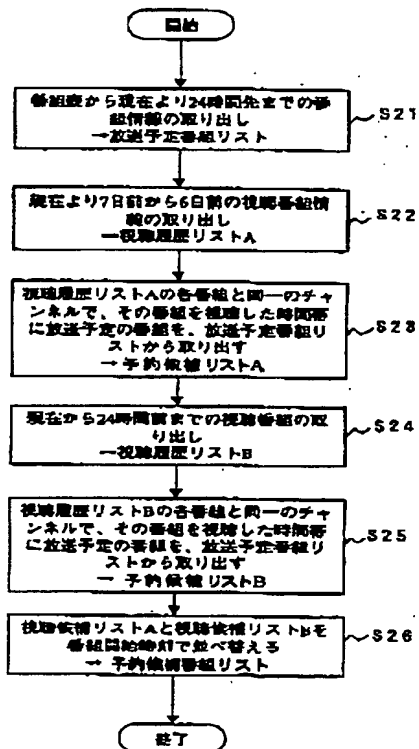 開始
番組表から現在より24時間先までの番
組情報の取り出し
→放送予定番組リスト
S21
現在より7日前から6日前の視聴番組情
報の取り出し
→視聴履歴リストA
S22
視聴履歴リストAの各番組と同一のチャ
ンネルで、その番組を視聴した時間帯
に放送予定の番組を、放送予定番組リ
ストから取り出す
→ 予約候補リストA
S23
現在から24時間前までの視聴番組の取
り出し
→視聴履歴リストB
S24
視聴履歴リストBの各番組と同一のチャ
ンネルで、その番組を視聴した時間帯
に放送予定の番組を、放送予定番組リ
ストから取り出す
→ 予約候補リストB
S25
視聴候補リストAと視聴候補リストBを
番組開始時刻で並べ替える
→ 予約候補番組リスト
S26
終了